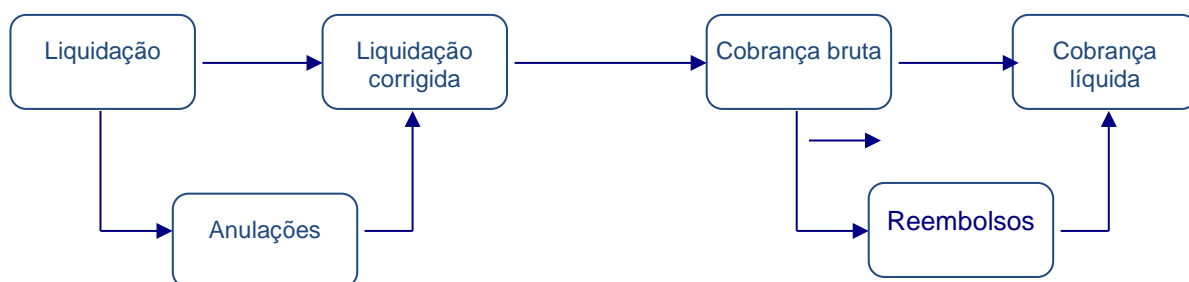 Liquidação
Liquidação
corrigida
Cobrança bruta
Cobrança
líquida
Anulações
Reembolsos